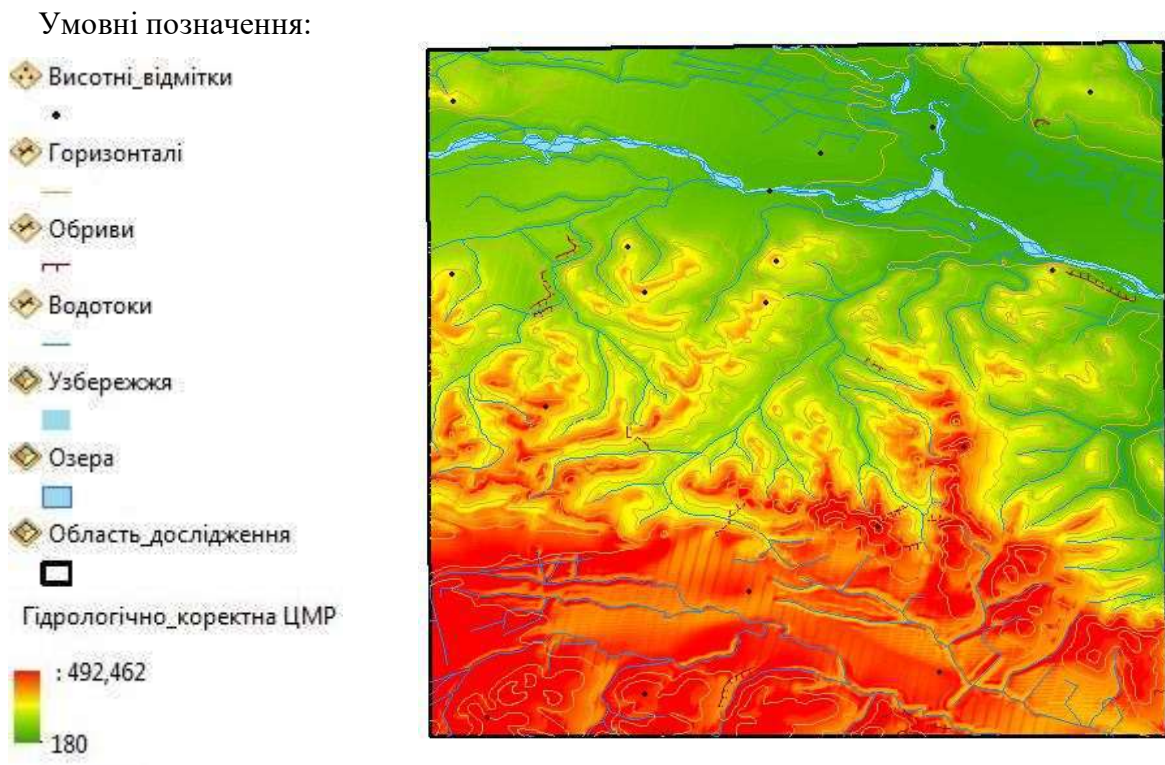 Умовні позначення:
Висотні_відмітки
Горизонталі
Обриви
Водотоки
Узбережжя
Озера
Область_дослідження
Гідрологічно_коректна ЦМР
: 492,462
180